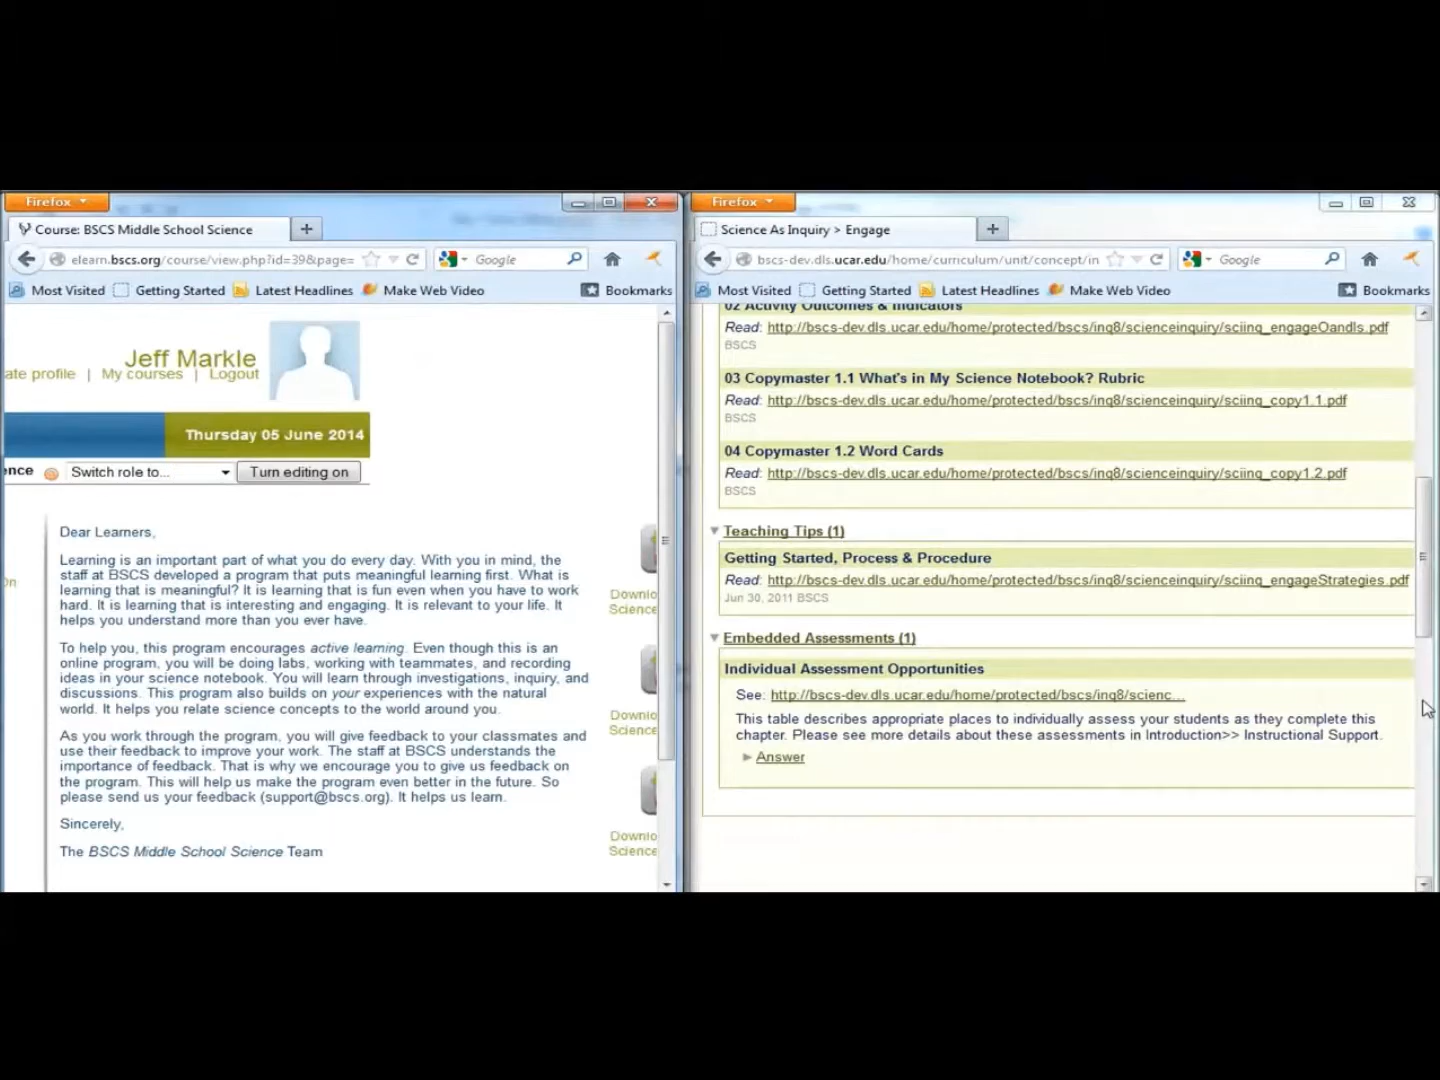 Firefox
Course: BSCS Middle School Science
elearn.bscs.org/course/view.php?id=39&page=
Google
Most Visited Getting Started Latest Headlines Make Web Video Bookmarks
Jeff Markle
ate profile | My courses | Logout
Thursday 05 June 2014
ence Switch role to... Turn editing on
Dear Learners,
Learning is an important part of what you do every day. With you in mind, the
staff at BSCS developed a program that puts meaningful learning first. What is
learning that is meaningful? It is learning that is fun even when you have to work
hard. It is learning that is interesting and engaging. It is relevant to your life. It
helps you understand more than you ever have.
To help you, this program encourages active learning. Even though this is an
online program, you will be doing labs, working with teammates, and recording
ideas in your science notebook. You will learn through investigations, inquiry, and
discussions. This program also builds on your experiences with the natural
world. It helps you relate science concepts to the world around you.
As you work through the program, you will give feedback to your classmates and
use their feedback to improve your work. The staff at BSCS understands the
importance of feedback. That is why we encourage you to give us feedback on
the program. This will help us make the program even better in the future. So
please send us your feedback (support@bscs.org). It helps us learn.
Sincerely,
The BSCS Middle School Science Team
Downlo
Science
Downlo
Science
Downlo
Science
Firefox
Science As Inquiry > Engage
bscs-dev.dls.ucar.edu/home/curriculum/unit/concept/in
Google
Most Visited Getting Started Latest Headlines Make Web Video Bookmarks
02 Activity Outcomes & Indicators
Read: http://bscs-dev.dls.ucar.edu/home/protected/bscs/inq8/scienceinquiry/sciinq_engageOandIs.pdf
BSCS
03 Copymaster 1.1 What's in My Science Notebook? Rubric
Read: http://bscs-dev.dls.ucar.edu/home/protected/bscs/inq8/scienceinquiry/sciinq_copy1.1.pdf
BSCS
04 Copymaster 1.2 Word Cards
Read: http://bscs-dev.dls.ucar.edu/home/protected/bscs/inq8/scienceinquiry/sciinq_copy1.2.pdf
BSCS
Teaching Tips (1)
Getting Started, Process & Procedure
Read: http://bscs-dev.dls.ucar.edu/home/protected/bscs/inq8/scienceinquiry/sciinq_engageStrategies.pdf
Jun 30, 2011 BSCS
Embedded Assessments (1)
Individual Assessment Opportunities
See: http://bscs-dev.dls.ucar.edu/home/protected/bscs/inq8/scienc...
This table describes appropriate places to individually assess your students as they complete this
chapter. Please see more details about these assessments in Introduction>> Instructional Support.
Answer